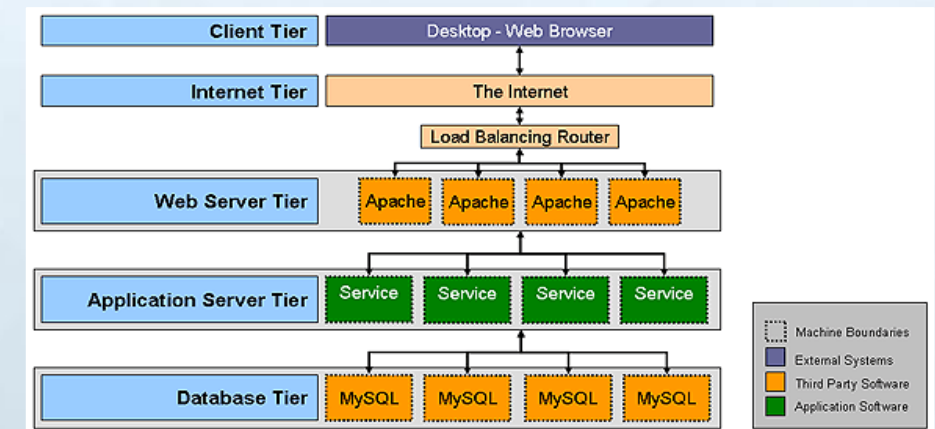 Client Tier
Desktop - Web Browser
Internet Tier
The Internet
Load Balancing Router
Web Server Tier
Apache
Apache
Apache
Apache
Application Server Tier
Service
Service
Service
Service
Database Tier
MySQL
MySQL
MySQL
MySQL
Machine Boundaries
External Systems
Third Party Software
Application Software